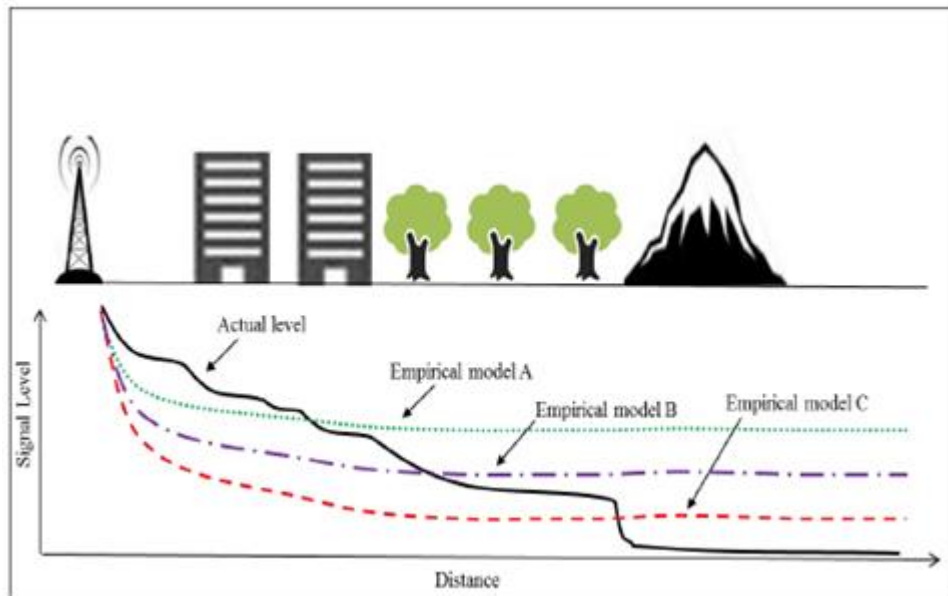 Actual level
Empirical model A
Empirical model B
Empirical model C
Signal Level
Distance